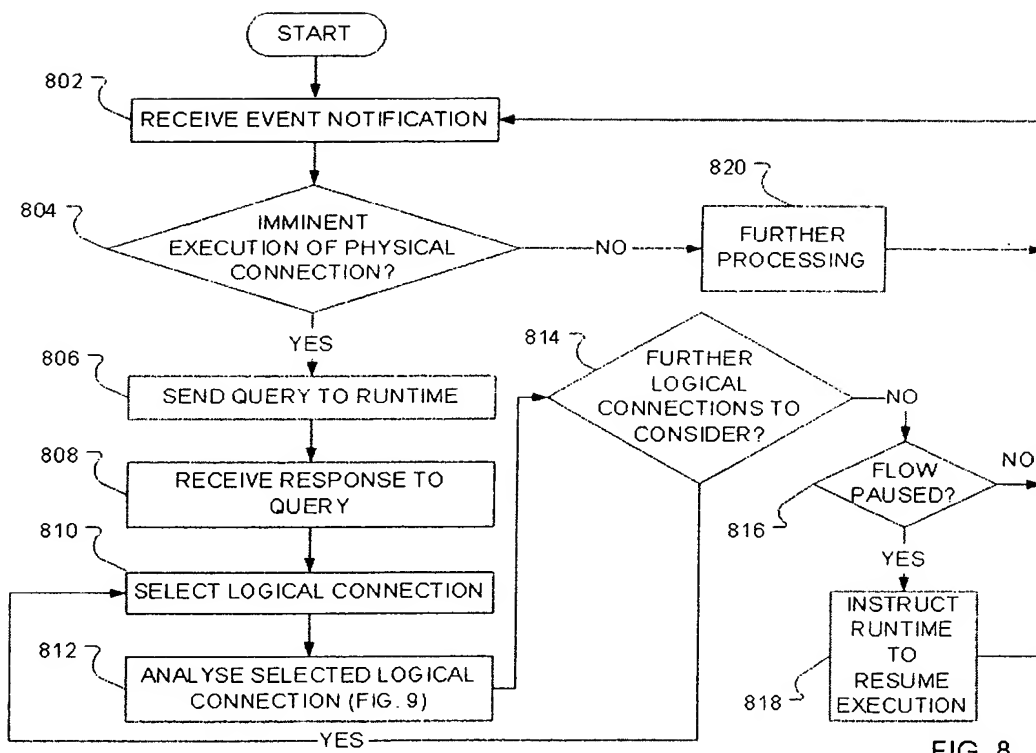 START
802
RECEIVE EVENT NOTIFICATION
804
IMMINENT
EXECUTION OF PHYSICAL
CONNECTION?
NO
820
FURTHER
PROCESSING
YES
806
SEND QUERY TO RUNTIME
808
RECEIVE RESPONSE TO
QUERY
810
SELECT LOGICAL CONNECTION
812
ANALYSE SELECTED LOGICAL
CONNECTION (FIG. 9)
814
FURTHER
LOGICAL
CONNECTIONS TO
CONSIDER?
NO
YES
816
FLOW
PAUSED?
NO
YES
818
INSTRUCT
RUNTIME
TO
RESUME
EXECUTION
FIG. 8